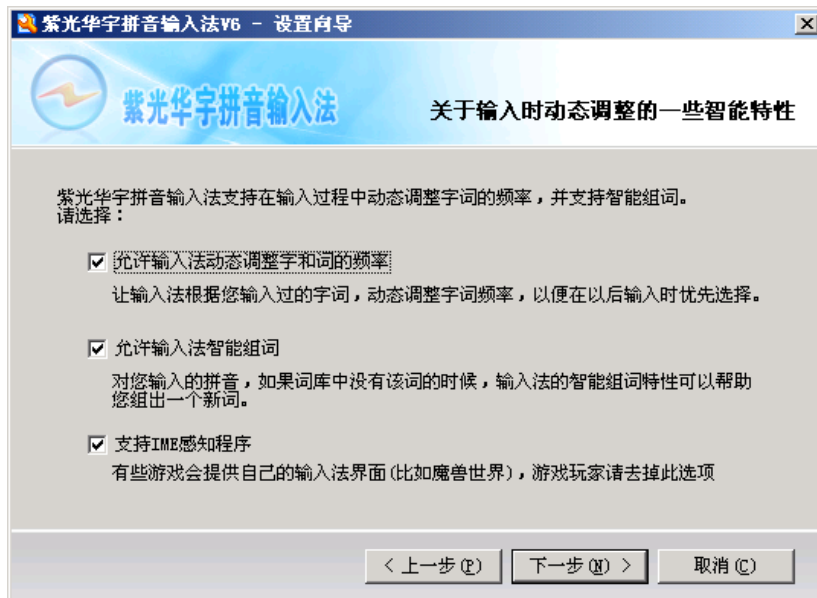 紫光华宇拼音输入法V6 - 设置向导
紫光华宇拼音输入法
关于输入时动态调整的一些智能特性
紫光华宇拼音输入法支持在输入过程中动态调整字词的频率，并支持智能组词。
请选择：
允许输入法动态调整字和词的频率
让输入法根据您输入过的字词，动态调整字词频率，以便在以后输入时优先选择。
允许输入法智能组词
对您输入的拼音，如果词库中没有该词的时候，输入法的智能组词特性可以帮助
您组出一个新词。
支持IME感知程序
有些游戏会提供自己的输入法界面(比如魔兽世界)，游戏玩家请去掉此选项
< 上一步(P) 下一步(N) > 取消(C)